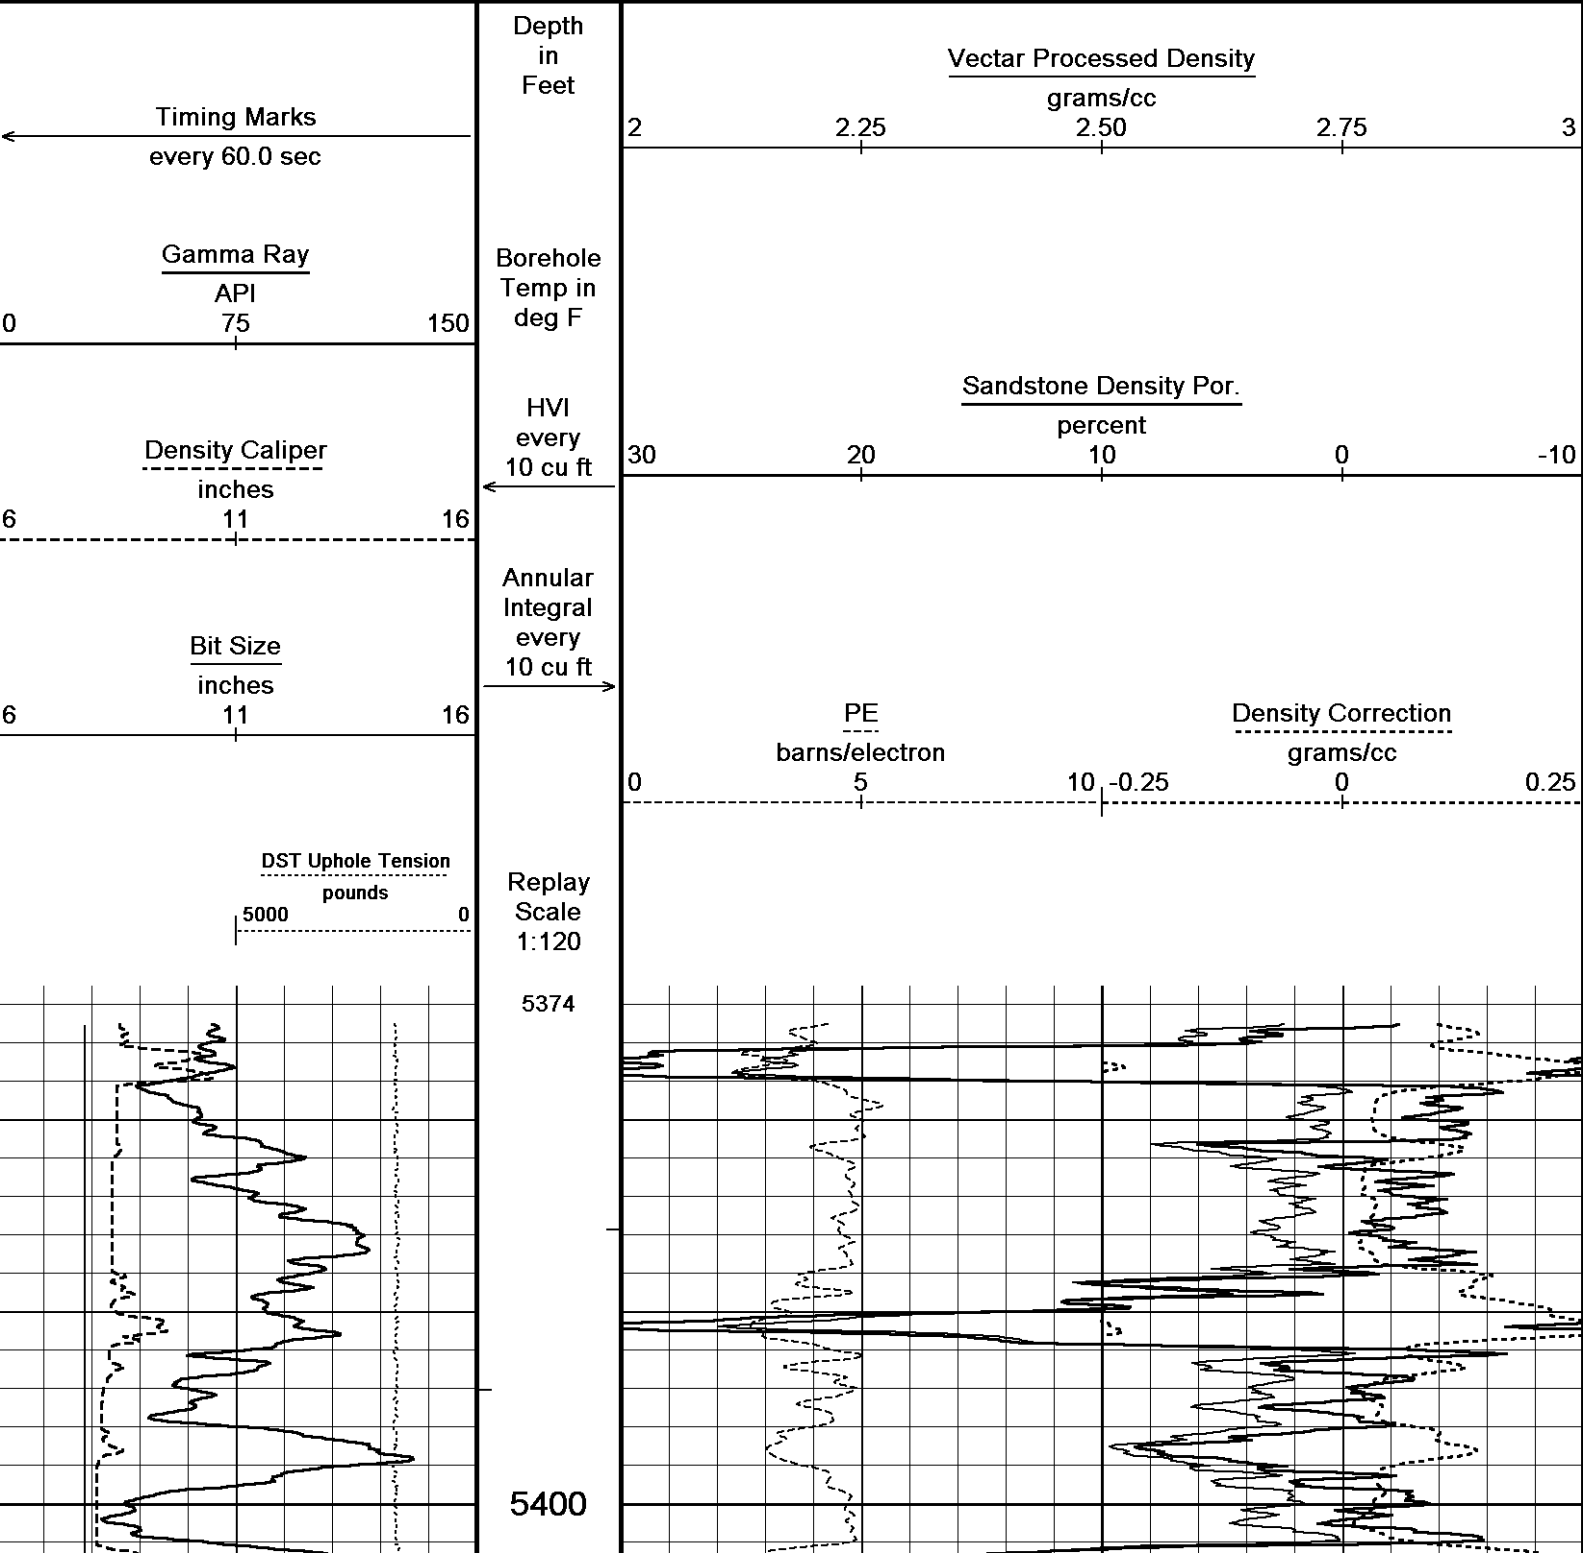 Timing Marks
every 60.0 sec
Gamma Ray
API
0 75 150
Density Caliper
inches
6 11 16
Bit Size
inches
6 11 16
DST Uphole Tension
pounds
5000 0
Depth
in
Feet
Borehole
Temp in
deg F
HVI
every
10 cu ft
Annular
Integral
every
10 cu ft
Replay
Scale
1:120
5374
5400
Vectar Processed Density
grams/cc
2 2.25 2.50 2.75 3
Sandstone Density Por.
percent
30 20 10 0 -10
PE
barns/electron
0 5 10
Density Correction
grams/cc
-0.25 0 0.25